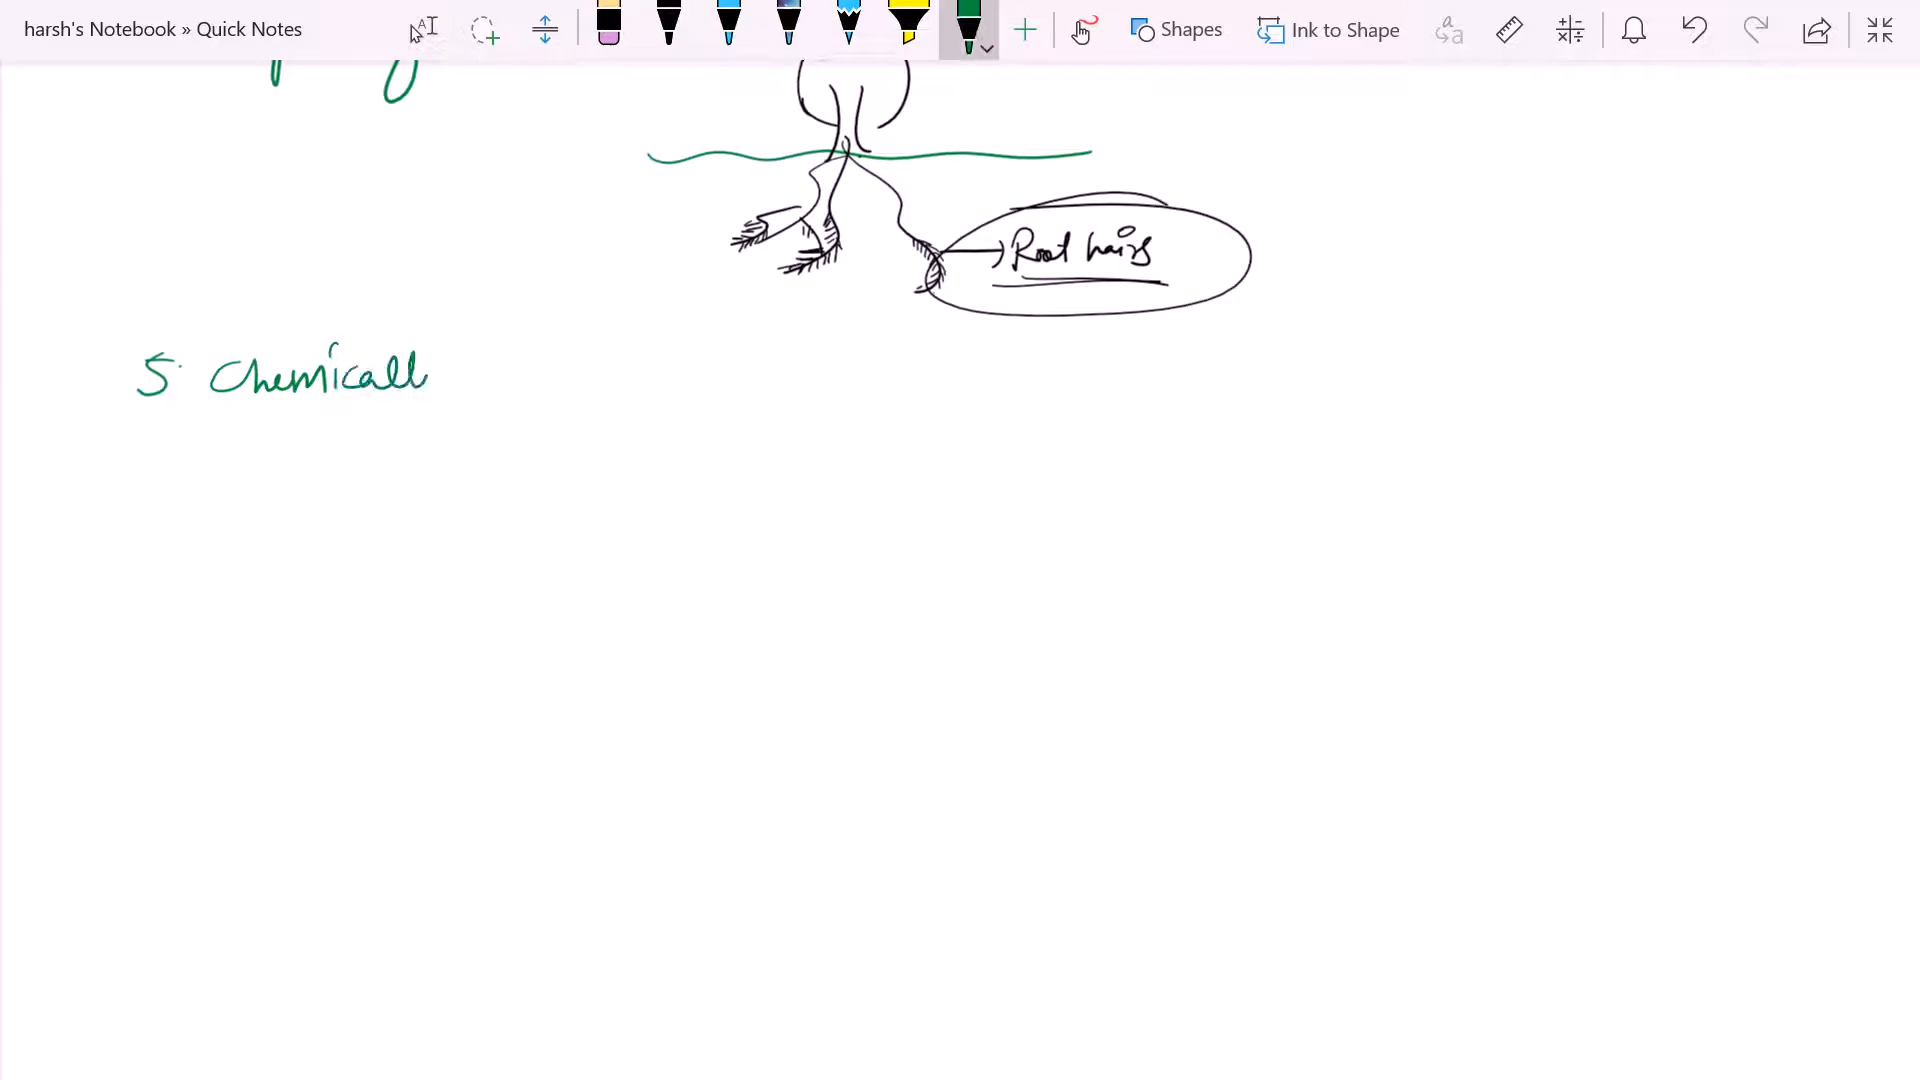 harsh's Notebook » Quick Notes
Shapes
Ink to Shape
Root hairs
5. Chemicall